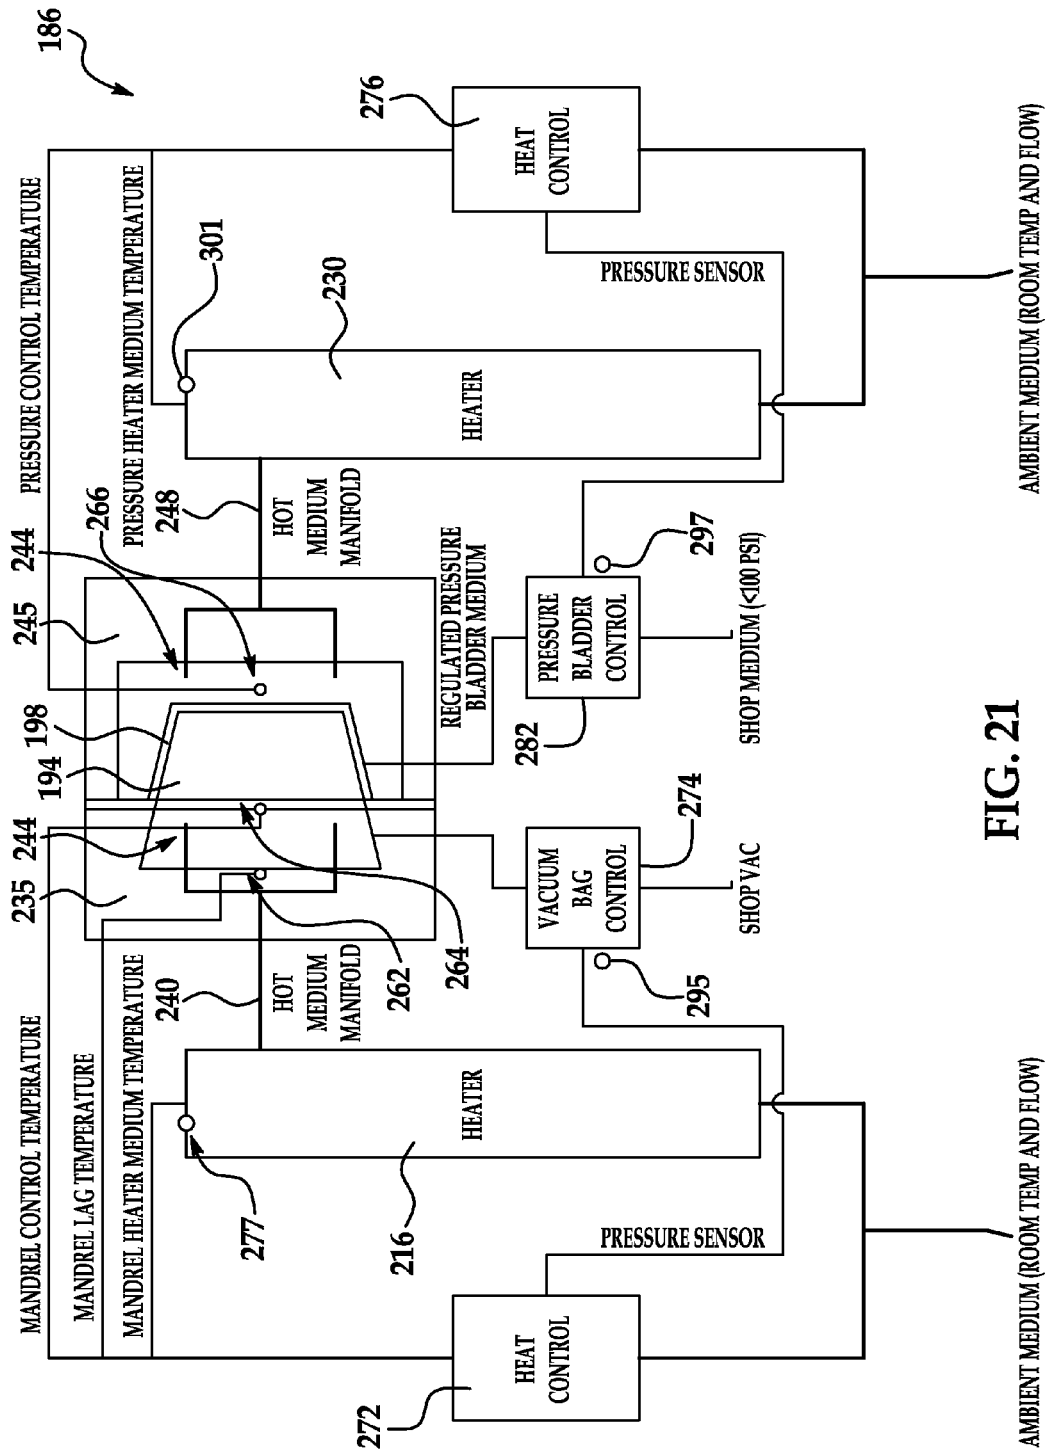 186
MANDREL CONTROL TEMPERATURE
MANDREL LAG TEMPERATURE
MANDREL HEATER MEDIUM TEMPERATURE
235
244
194
198
245
244
266
PRESSURE CONTROL TEMPERATURE
PRESSURE HEATER MEDIUM TEMPERATURE
240
248
301
277
HOT
MEDIUM
MANIFOLD
262
264
HOT
MEDIUM
MANIFOLD
230
276
272
216
HEATER
HEATER
REGULATED PRESSURE
BLADDER MEDIUM
HEAT
CONTROL
VACUUM
BAG
CONTROL
PRESSURE
BLADDER
CONTROL
HEAT
CONTROL
282
PRESSURE SENSOR
PRESSURE SENSOR
295
274
297
SHOP VAC
SHOP MEDIUM (<100 PSI)
AMBIENT MEDIUM (ROOM TEMP AND FLOW)
AMBIENT MEDIUM (ROOM TEMP AND FLOW)
FIG. 21